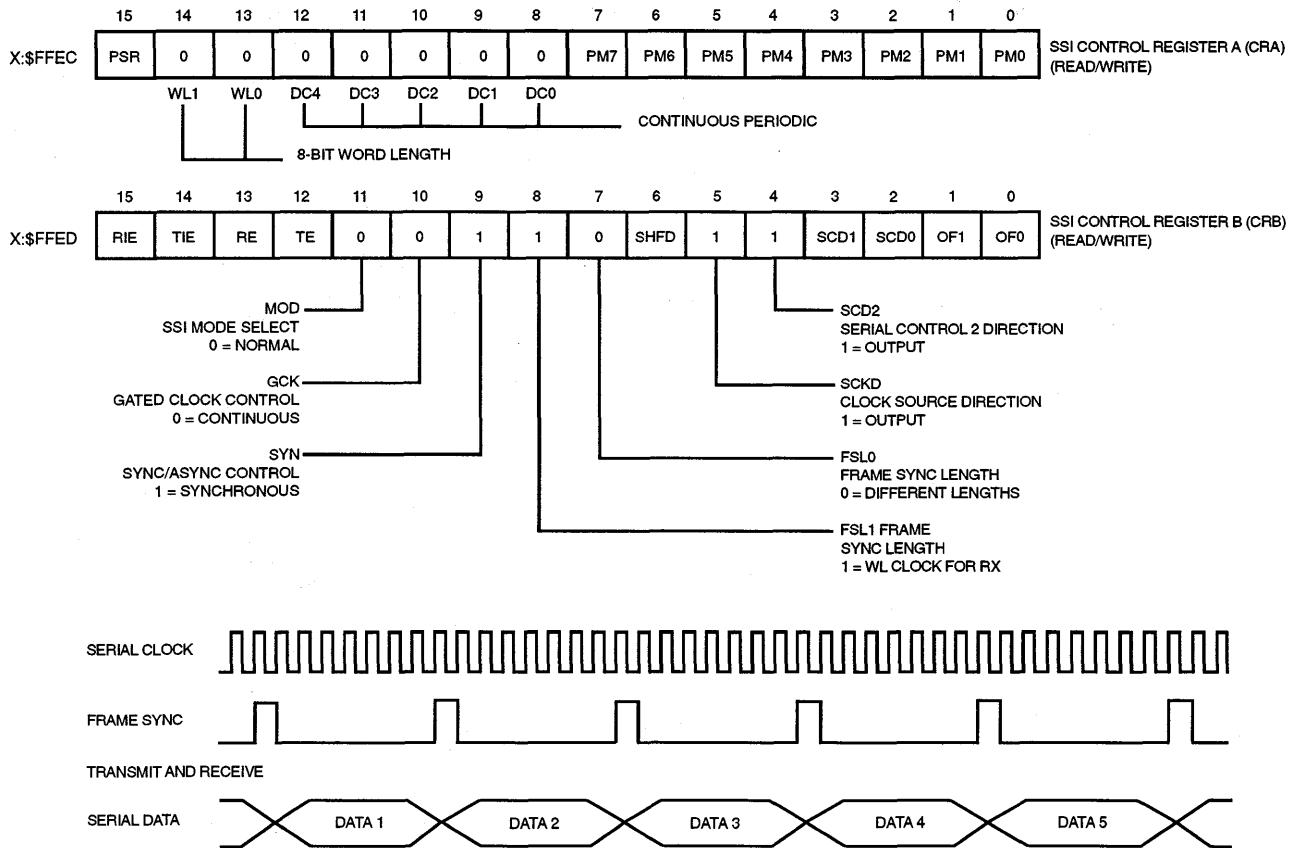 15 14 13 12 11 10 9 8 7 6 5 4 3 2 1 0
X:$FFEC PSR 0 0 0 0 0 0 0 PM7 PM6 PM5 PM4 PM3 PM2 PM1 PM0 SSI CONTROL REGISTER A (CRA)
(READ/WRITE)
WL1 WL0 DC4 DC3 DC2 DC1 DC0
CONTINUOUS PERIODIC
8-BIT WORD LENGTH
15 14 13 12 11 10 9 8 7 6 5 4 3 2 1 0
X:$FFED RIE TIE RE TE 0 0 1 1 0 SHFD 1 1 SCD1 SCD0 OF1 OF0 SSI CONTROL REGISTER B (CRB)
(READ/WRITE)
MOD
SSI MODE SELECT
0 = NORMAL
GCK
GATED CLOCK CONTROL
0 = CONTINUOUS
SYN
SYNC/ASYNC CONTROL
1 = SYNCHRONOUS
SCD2
SERIAL CONTROL 2 DIRECTION
1 = OUTPUT
SCKD
CLOCK SOURCE DIRECTION
1 = OUTPUT
FSL0
FRAME SYNC LENGTH
0 = DIFFERENT LENGTHS
FSL1 FRAME
SYNC LENGTH
1 = WL CLOCK FOR RX
SERIAL CLOCK
FRAME SYNC
TRANSMIT AND RECEIVE
SERIAL DATA DATA 1 DATA 2 DATA 3 DATA 4 DATA 5